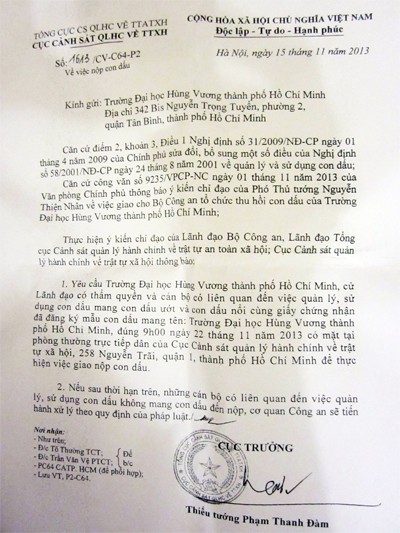 TỔNG CỤC CS QLHC VỀ TTATXH
CỤC CẢNH SÁT QLHC VỀ TTXH
CỘNG HÒA XÃ HỘI CHỦ NGHĨA VIỆT NAM
Độc lập - Tự do - Hạnh phúc
Số: 1613/CV-C64-P2
Về việc nộp con dấu
Hà Nội, ngày 15 tháng 11 năm 2013
Kính gửi: Trường Đại học Hùng Vương thành phố Hồ Chí Minh
Địa chỉ 342 Bis Nguyễn Trọng Tuyển, phường 2,
quận Tân Bình, thành phố Hồ Chí Minh
Căn cứ điểm 2, khoản 3, Điều 1 Nghị định số 31/2009/NĐ-CP ngày 01
tháng 4 năm 2009 của Chính phủ sửa đổi, bổ sung một số điều của Nghị định
số 58/2001/NĐ-CP ngày 24 tháng 8 năm 2001 về quản lý và sử dụng con dấu;
Căn cứ công văn số 9235/VPCP-NC ngày 01 tháng 11 năm 2013 của
Văn phòng Chính phủ thông báo ý kiến chỉ đạo của Phó Thủ tướng Nguyễn
Thiện Nhân về việc giao cho Bộ Công an tổ chức thu hồi con dấu của Trường
Đại học Hùng Vương thành phố Hồ Chí Minh;
Thực hiện ý kiến chỉ đạo của Lãnh đạo Bộ Công an, Lãnh đạo Tổng
cục Cảnh sát quản lý hành chính về trật tự an toàn xã hội; Cục Cảnh sát quản
lý hành chính về trật tự xã hội thông báo:
1. Yêu cầu Trường Đại học Hùng Vương thành phố Hồ Chí Minh, cử
Lãnh đạo có thẩm quyền và cán bộ có liên quan đến việc quản lý, sử
dụng con dấu mang con dấu ướt và con dấu nổi cùng giấy chứng nhận
đã đăng ký mẫu con dấu mang tên: Trường Đại học Hùng Vương thành
phố Hồ Chí Minh, đúng 9h00 ngày 22 tháng 11 năm 2013 có mặt tại
phòng thường trực tiếp dân của Cục Cảnh sát quản lý hành chính về trật
tự xã hội, 258 Nguyễn Trãi, quận 1, thành phố Hồ Chí Minh để thực
hiện việc giao nộp con dấu.
2. Nếu sau thời hạn trên, những cán bộ có liên quan đến việc quản
lý, sử dụng con dấu không mang con dấu đến nộp, cơ quan Công an sẽ tiến
hành xử lý theo quy định của pháp luật./.
Nơi nhận:
- Như trên;
- Đ/c Tô Thường TCT;
- Đ/c Trần Văn Vệ PTCT;
Để
b/c
- PC64 CATP. HCM (để phối hợp);
- Lưu VT, P2-C64.
CỤC TRƯỞNG
Thiếu tướng Phạm Thanh Đàm